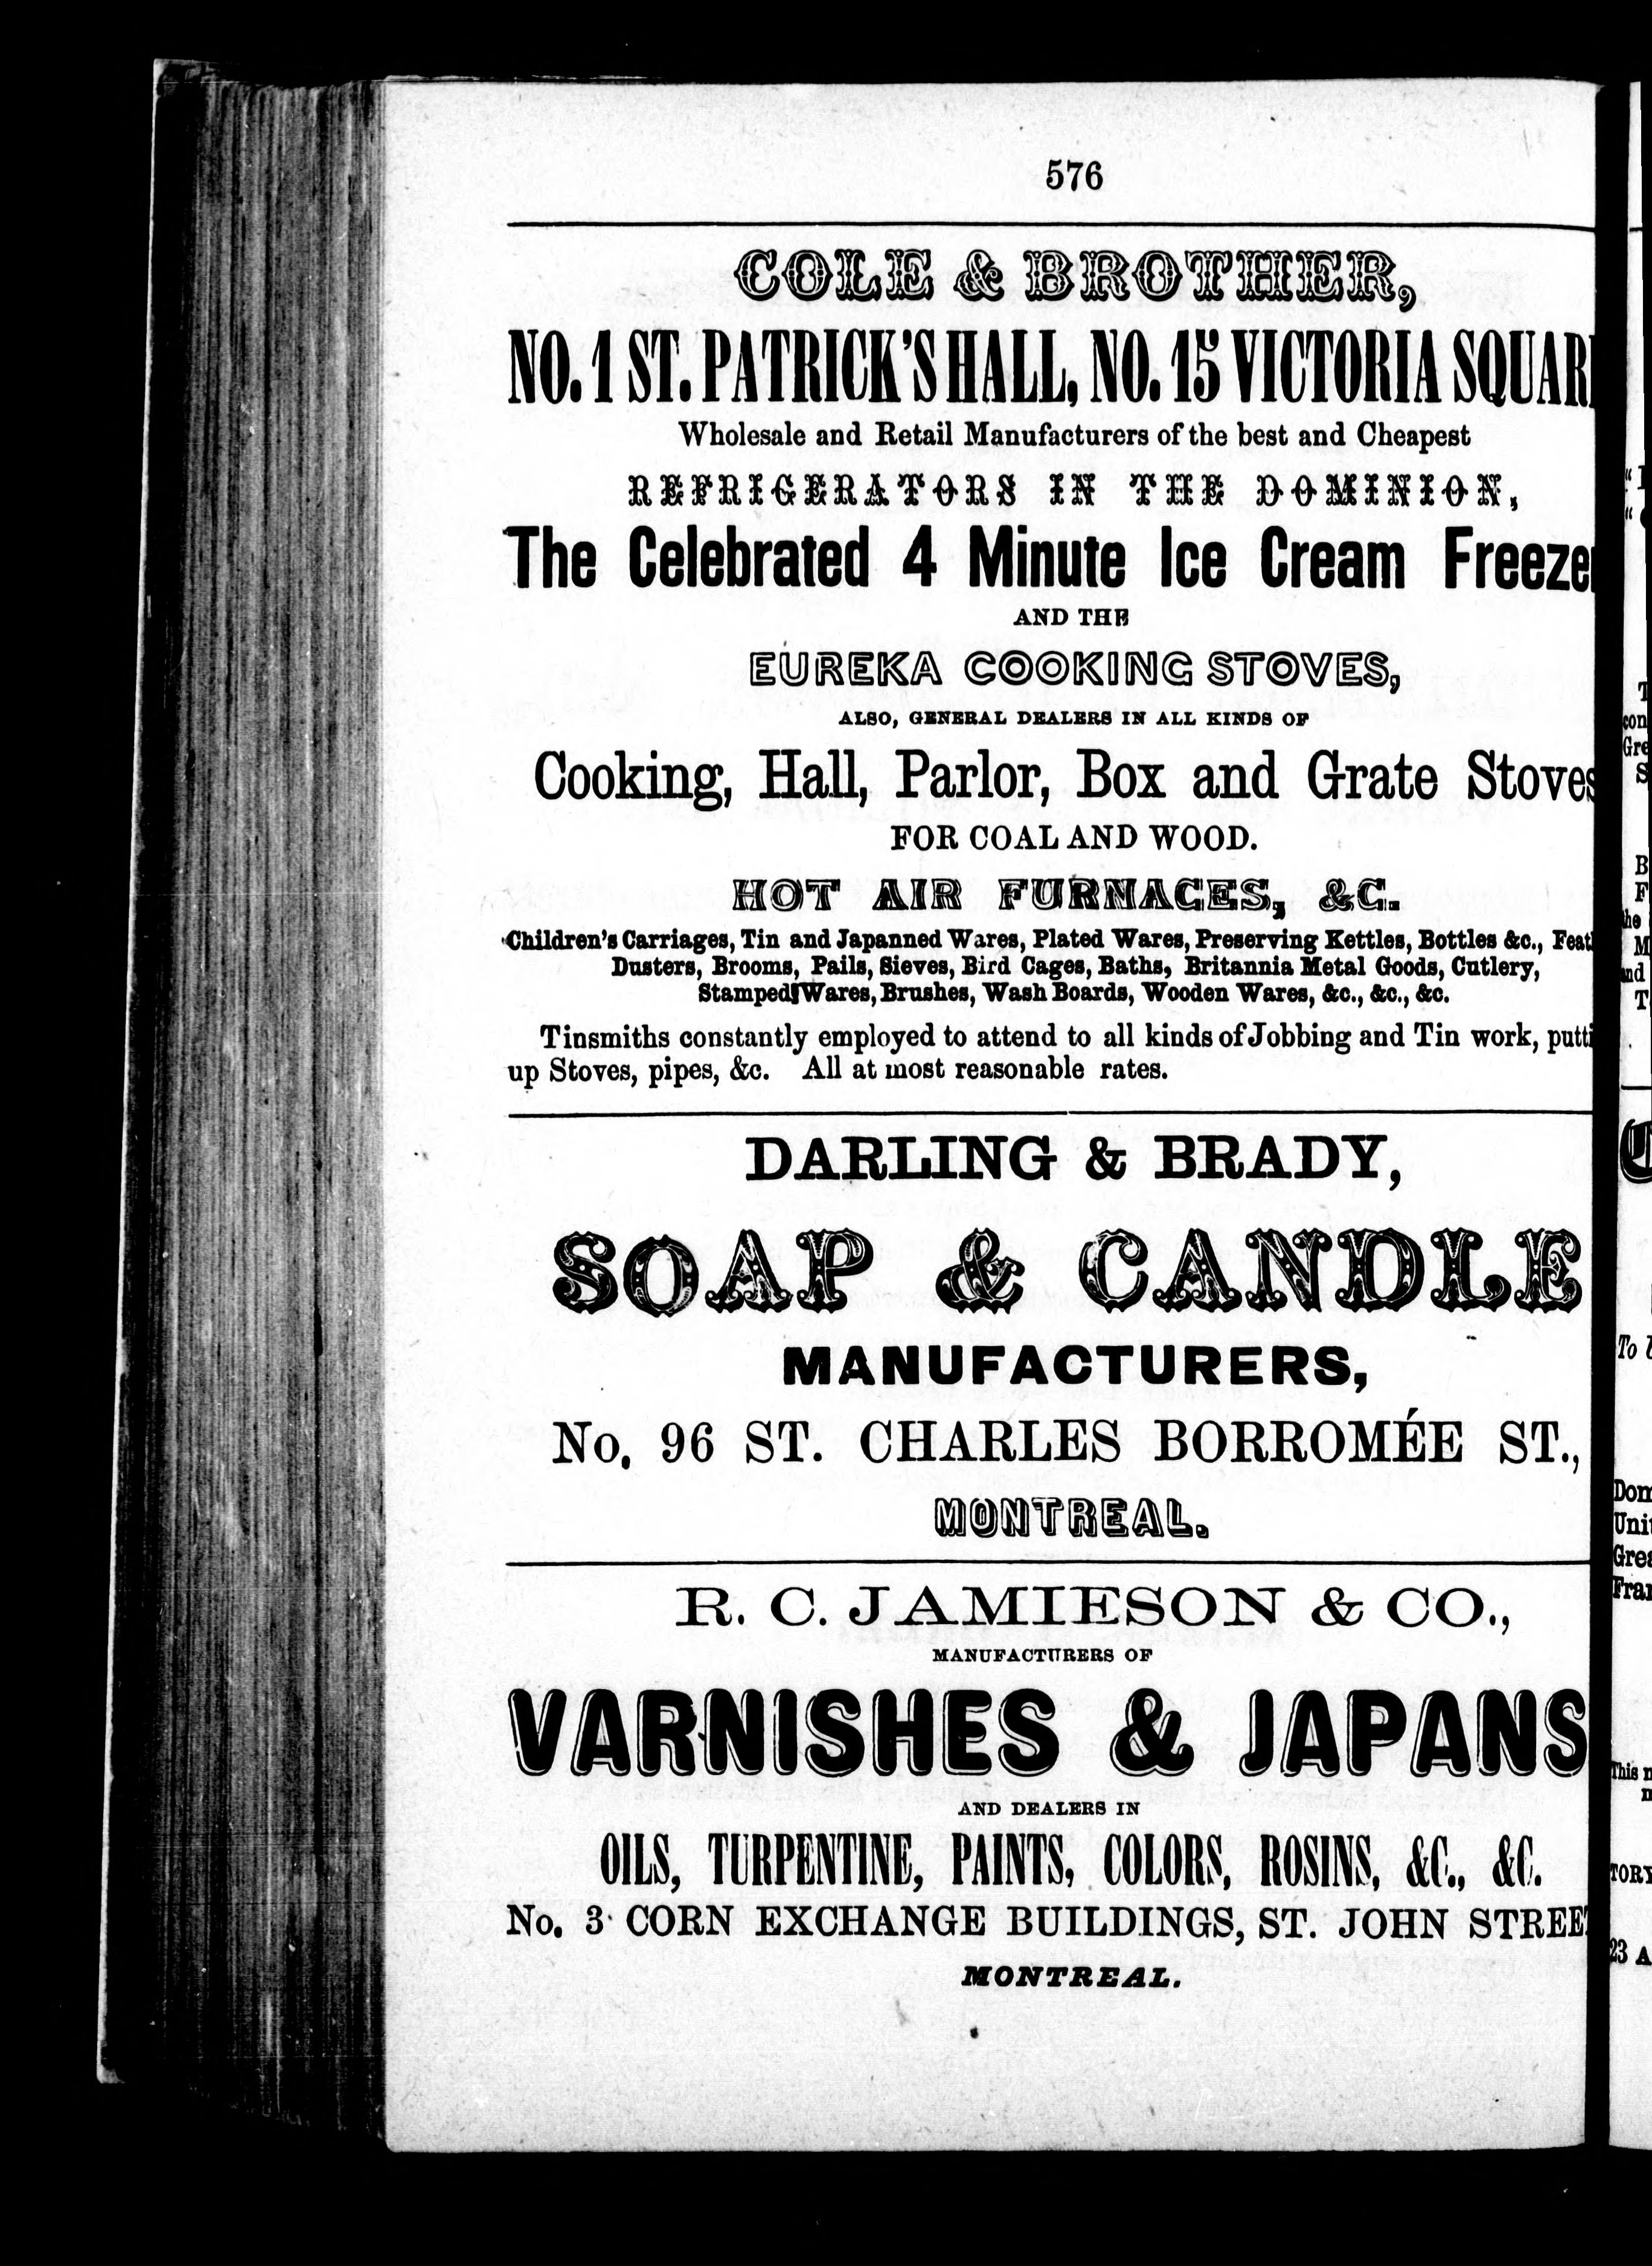 576
COLE & BROTHER,
NO. 1 ST. PATRICK'S HALL, NO. 15 VICTORIA SQUAR
Wholesale and Retail Manufacturers of the best and Cheapest
REFRIGERATORS IN THE DOMINION,
The Celebrated 4 Minute Ice Cream Freeze
AND THE
EUREKA COOKING STOVES,
ALSO, GENERAL DEALERS IN ALL KINDS OF
Cooking, Hall, Parlor, Box and Grate Stoves
FOR COAL AND WOOD.
HOT AIR FURNACES, &C.
Children's Carriages, Tin and Japanned Wares, Plated Wares, Preserving Kettles, Bottles &c., Feat
Dusters, Brooms, Pails, Sieves, Bird Cages, Baths, Britannia Metal Goods, Cutlery,
Stamped Wares, Brushes, Wash Boards, Wooden Wares, &c., &c., &c.
Tinsmiths constantly employed to attend to all kinds of Jobbing and Tin work, putti
up Stoves, pipes, &c. All at most reasonable rates.
DARLING & BRADY,
SOAP & CANDLE
MANUFACTURERS,
No. 96 ST. CHARLES BORROMÉE ST.,
MONTREAL.
R. C. JAMIESON & CO.,
MANUFACTURERS OF
VARNISHES & JAPANS
AND DEALERS IN
OILS, TURPENTINE, PAINTS, COLORS, ROSINS, &C., &C.
No. 3 CORN EXCHANGE BUILDINGS, ST. JOHN STREE
MONTREAL.